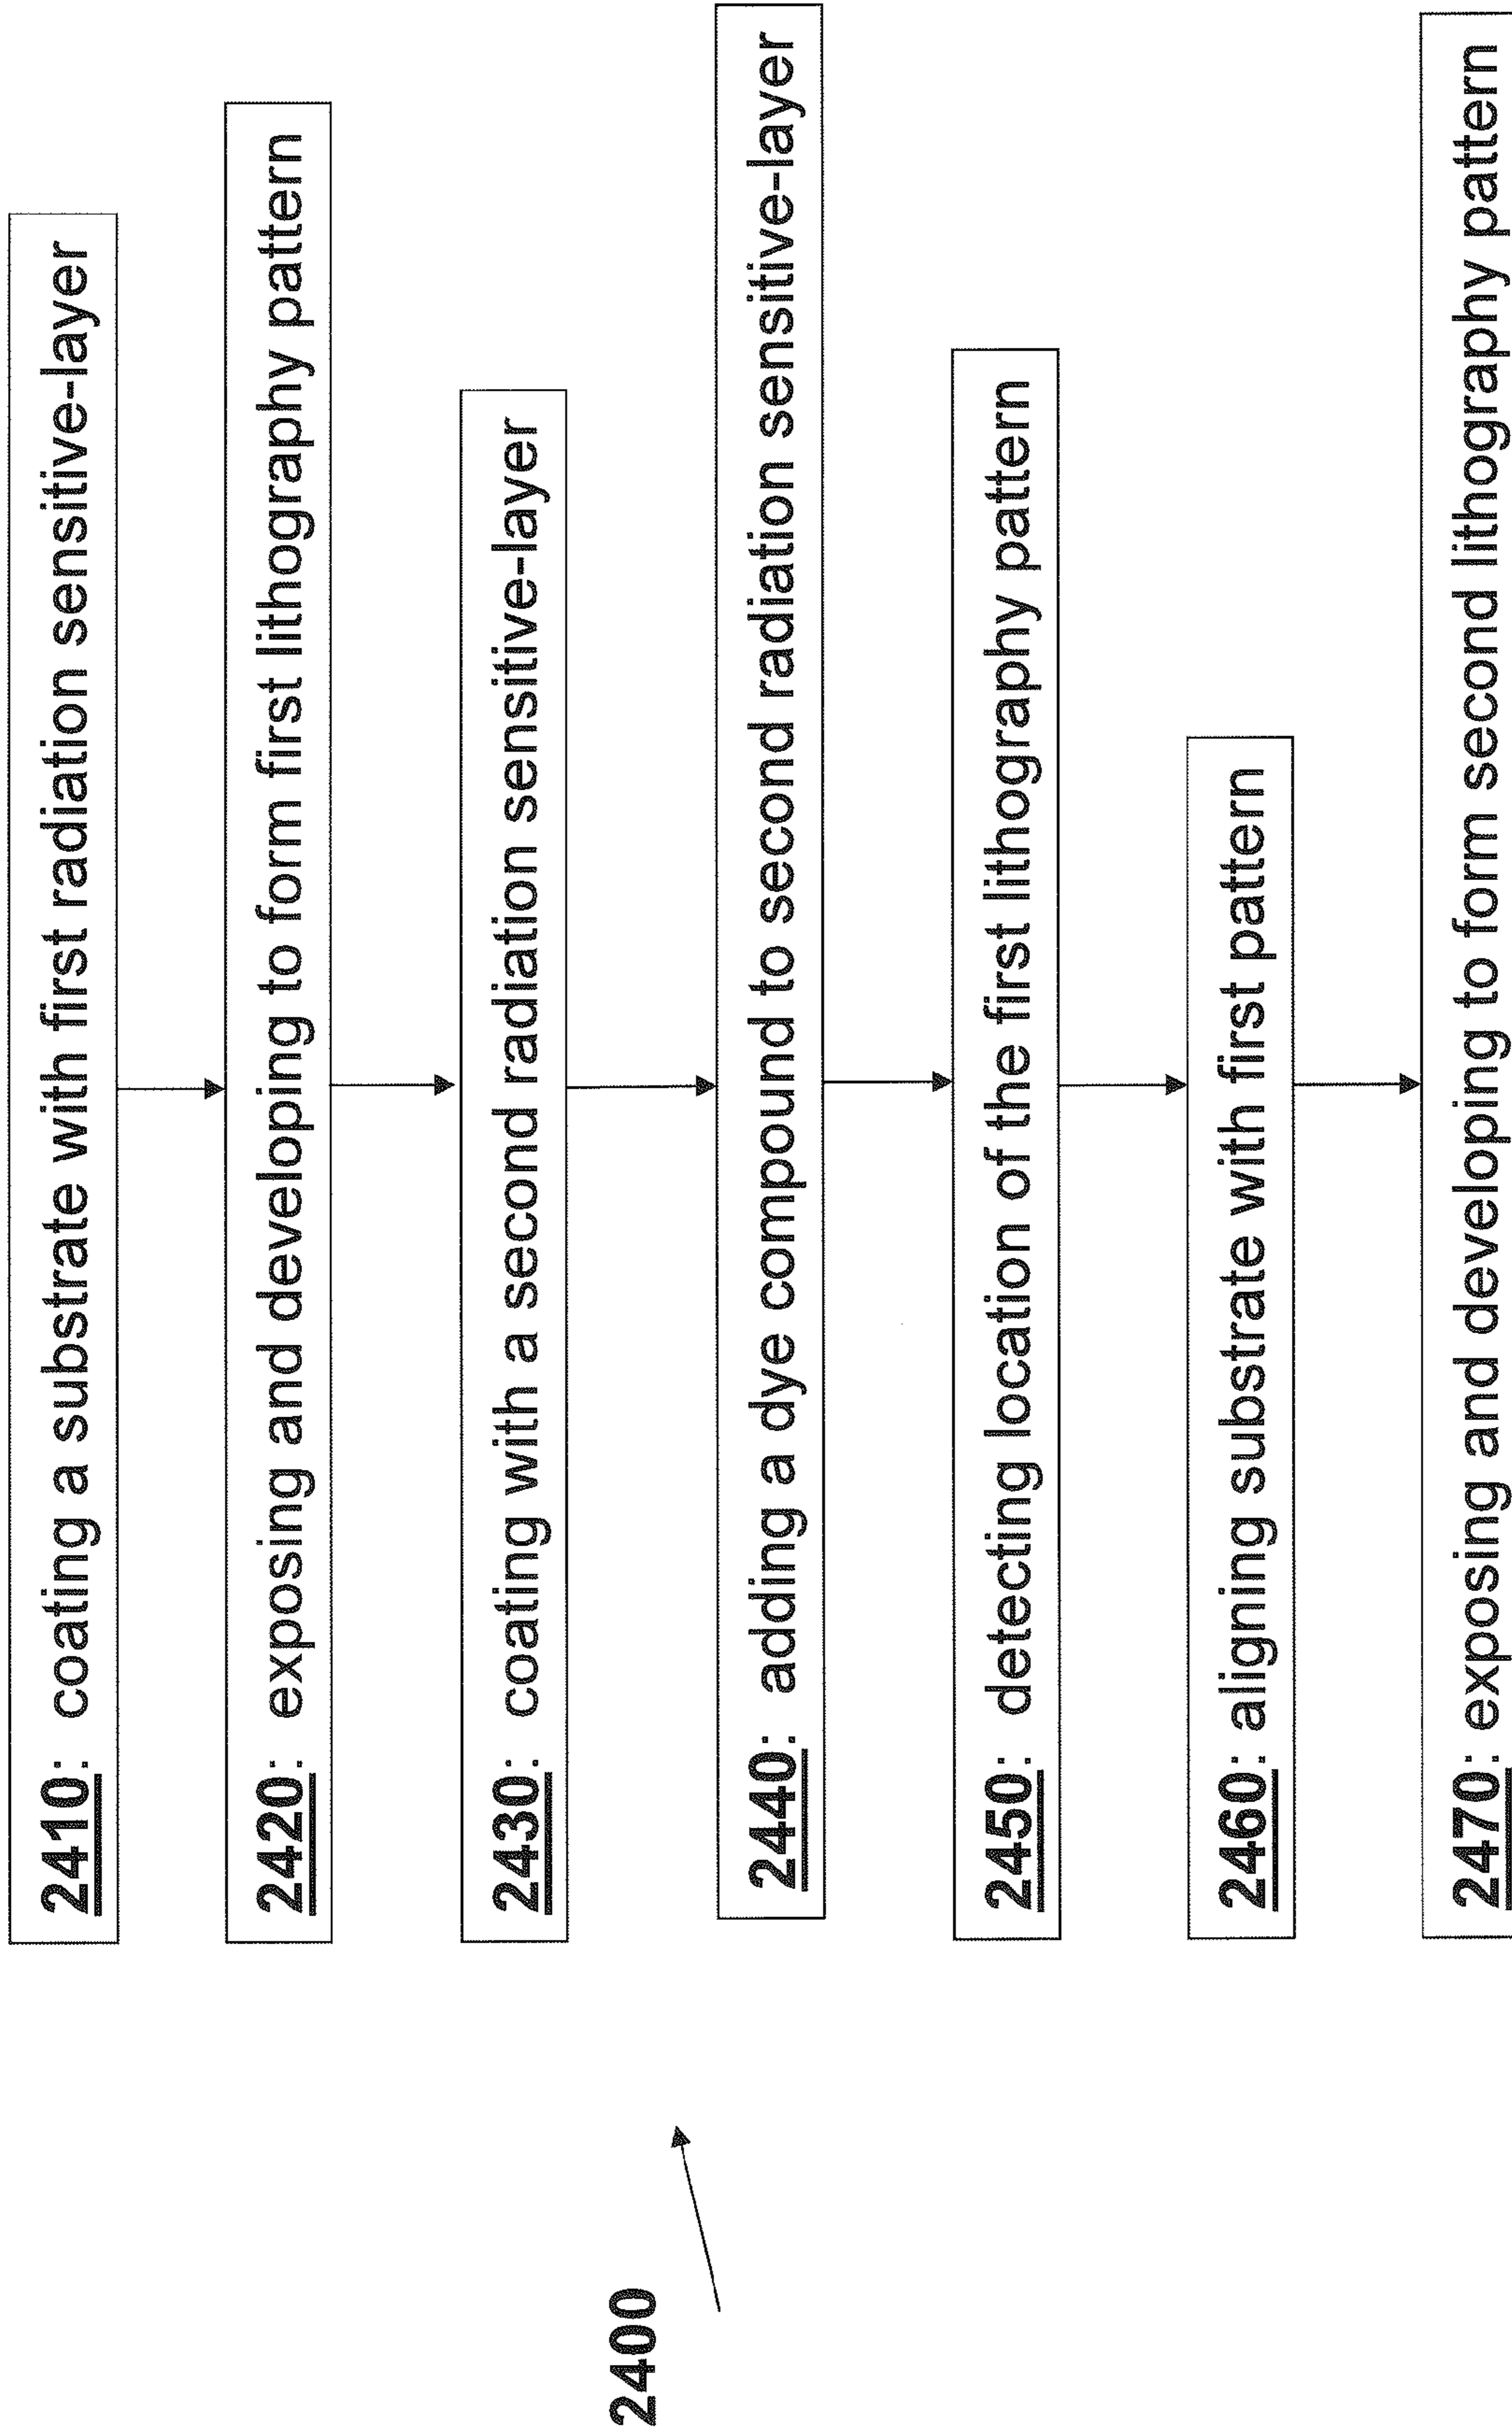 2400
2410: coating a substrate with first radiation sensitive-layer
2420: exposing and developing to form first lithography pattern
2430: coating with a second radiation sensitive-layer
2440: adding a dye compound to second radiation sensitive-layer
2450: detecting location of the first lithography pattern
2460: aligning substrate with first pattern
2470: exposing and developing to form second lithography pattern